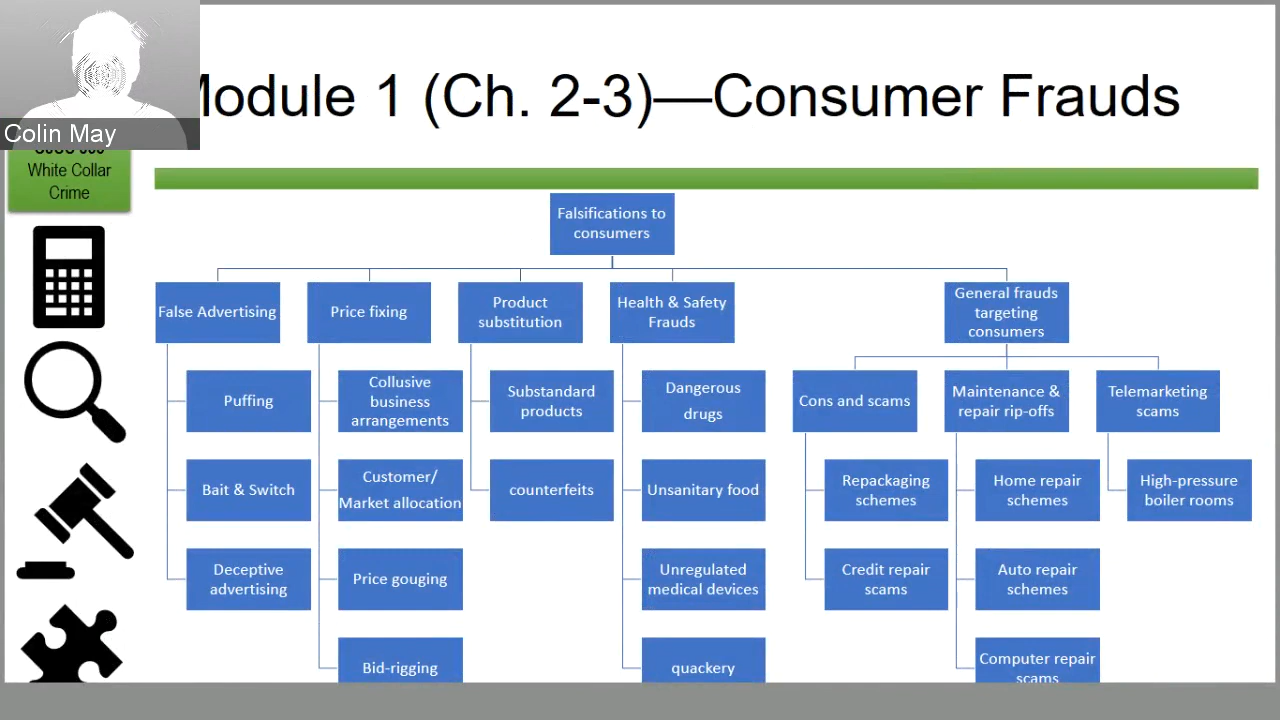 Module 1 (Ch. 2-3)—Consumer Frauds
Colin May
White Collar
Crime
Falsifications to
consumers
False Advertising
Price fixing
Product
substitution
Health & Safety
Frauds
General frauds
targeting
consumers
Puffing
Collusive
business
arrangements
Substandard
products
Dangerous
drugs
Cons and scams
Maintenance &
repair rip-offs
Telemarketing
scams
Bait & Switch
Customer/
Market allocation
counterfeits
Unsanitary food
Repackaging
schemes
Home repair
schemes
High-pressure
boiler rooms
Deceptive
advertising
Price gouging
Unregulated
medical devices
Credit repair
scams
Auto repair
schemes
Bid-rigging
quackery
Computer repair
scams